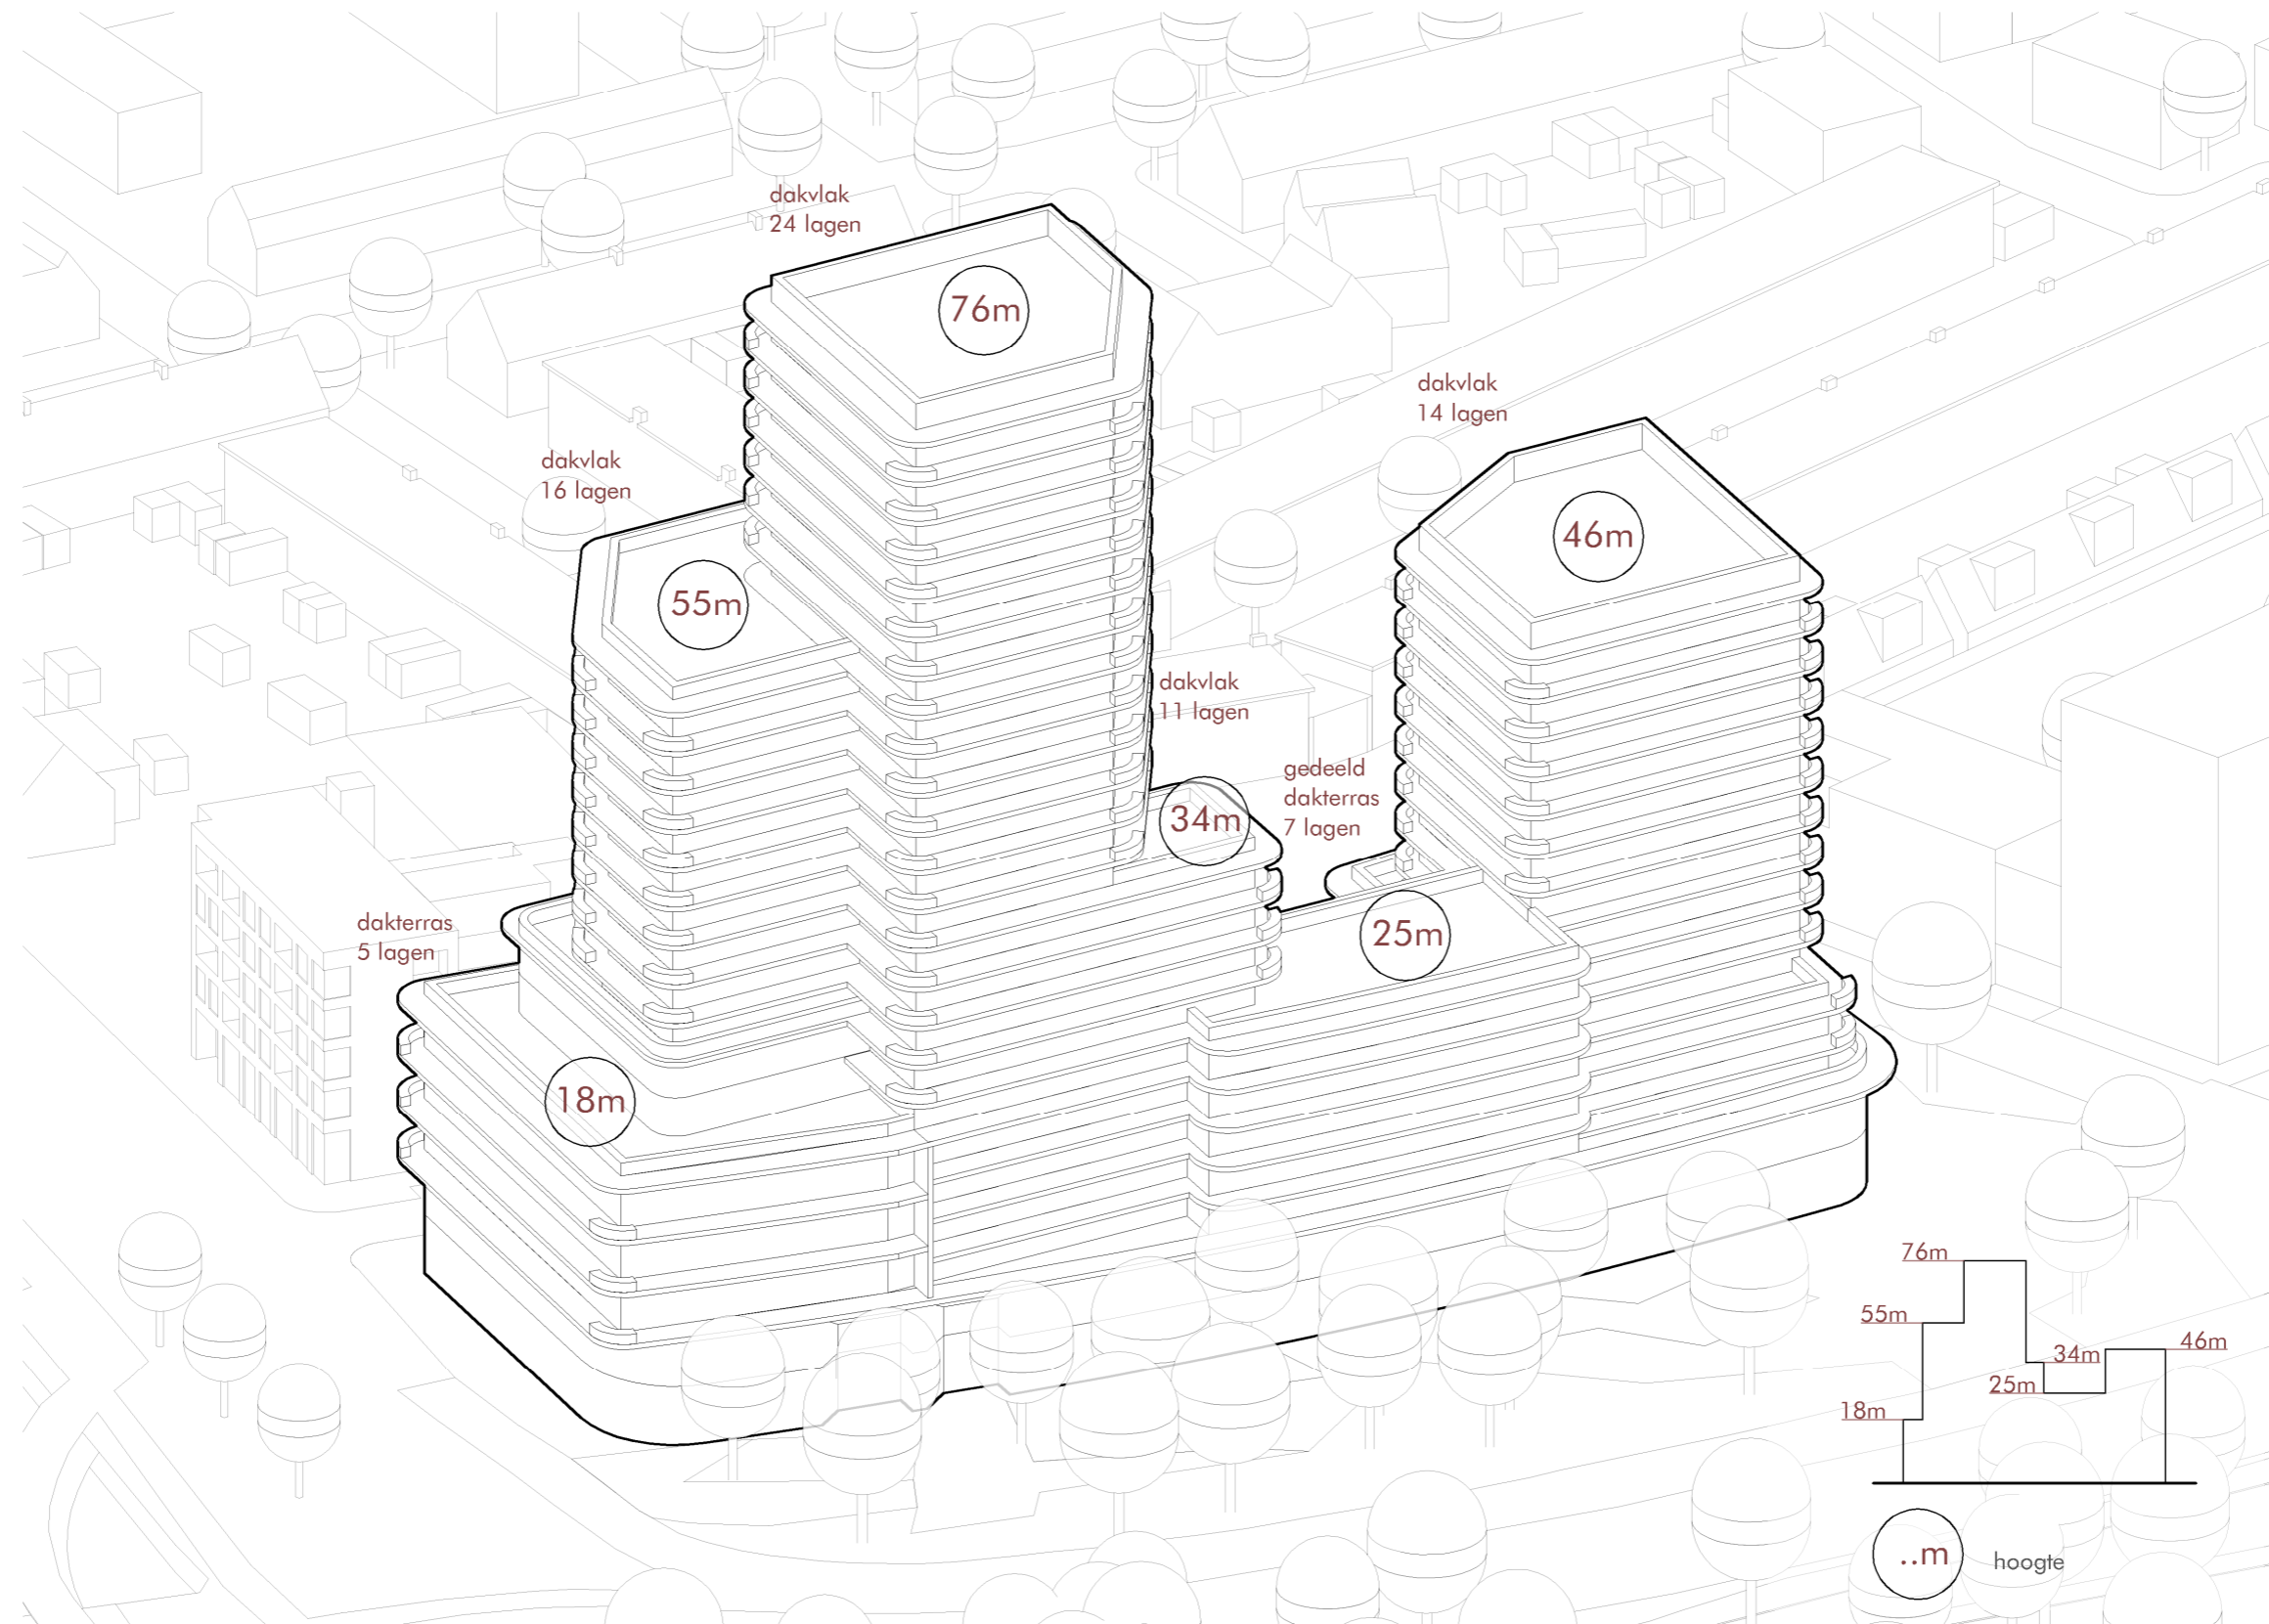 dakvlak
24 lagen
76m
dakvlak
14 lagen
dakvlak
16 lagen
46m
55m
dakvlak
11 lagen
gedeeld
dakterras
7 lagen
34m
dakterras
5 lagen
25m
18m
76m
55m
34m
46m
25m
18m
..m
hoogte